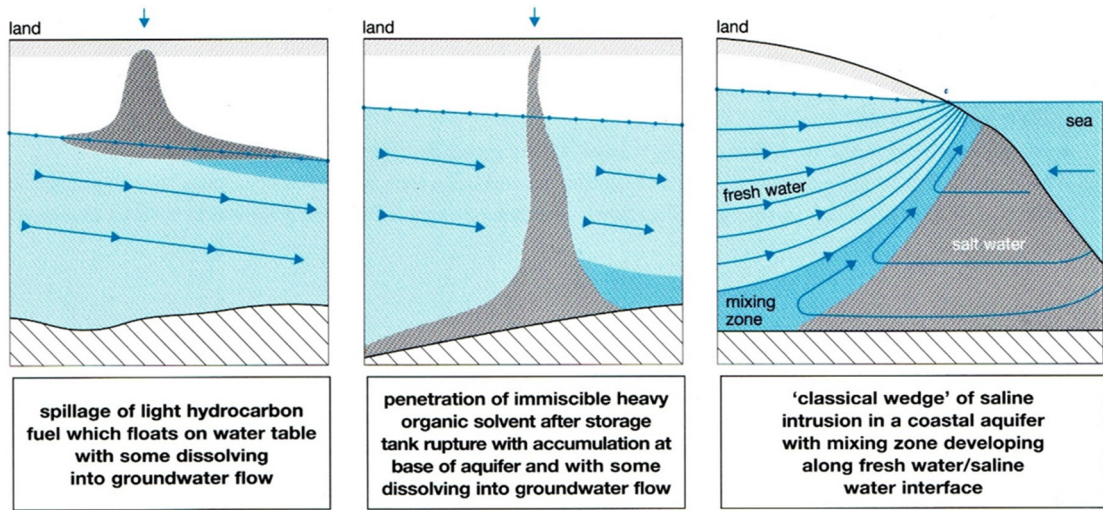 land
spillage of light hydrocarbon
fuel which floats on water table
with some dissolving
into groundwater flow
land
penetration of immiscible heavy
organic solvent after storage
tank rupture with accumulation at
base of aquifer and with some
dissolving into groundwater flow
land
sea
fresh water
salt water
mixing
zone
‘classical wedge’ of saline
intrusion in a coastal aquifer
with mixing zone developing
along fresh water/saline
water interface